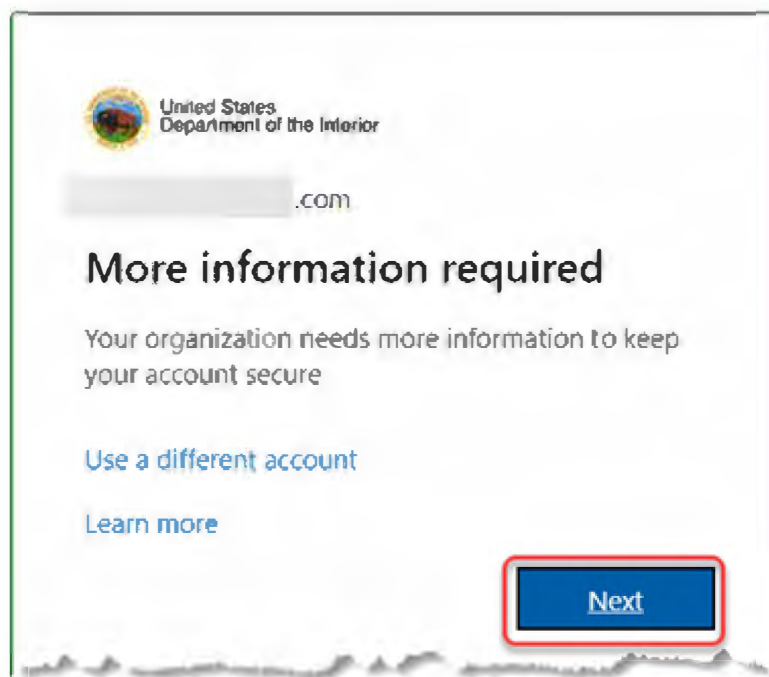 United States
Department of the Interior
.com
More information required
Your organization needs more information to keep
your account secure
Use a different account
Learn more
Next